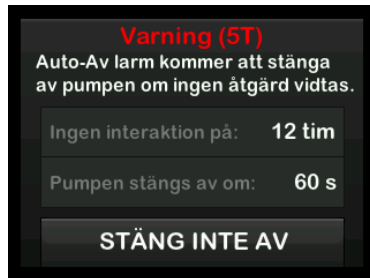 Varning (5T)
Auto-Av larm kommer att stänga
av pumpen om ingen åtgärd vidtas.
Ingen interaktion på: 12 tim
Pumpen stängs av om: 60 s
STÄNG INTE AV